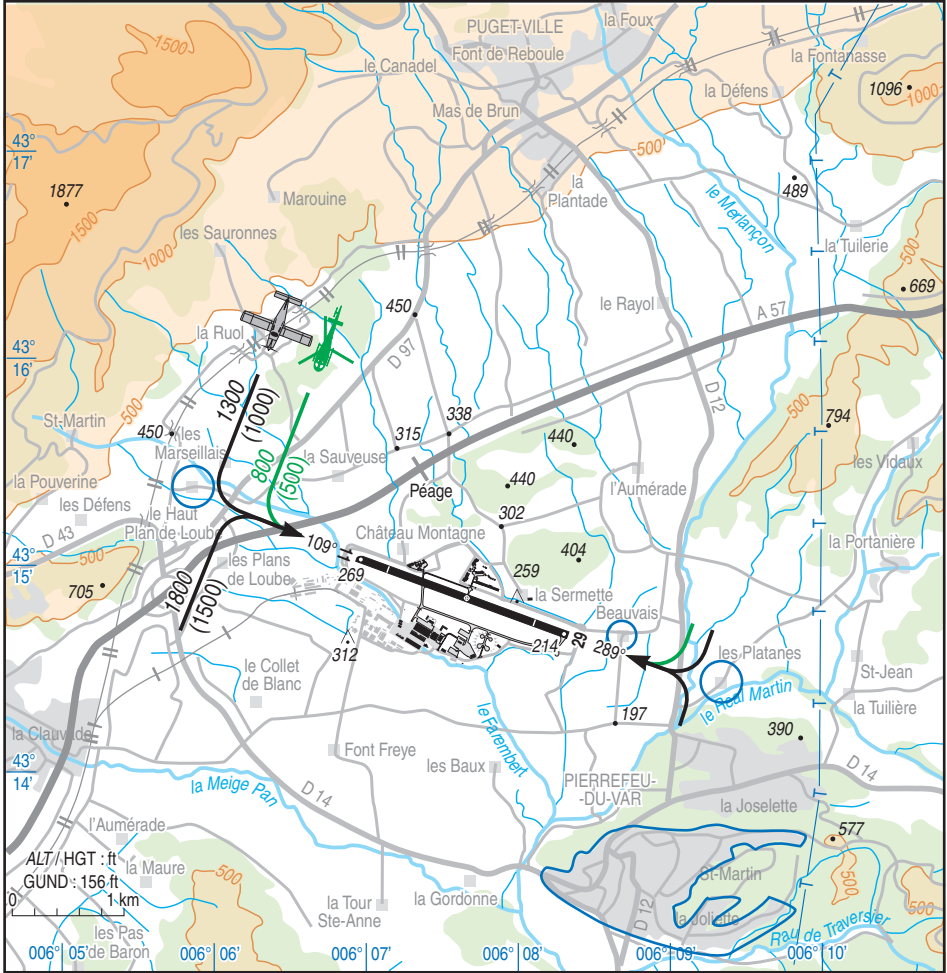 PUGET-VILLE
la Foux
1500
Font de Reboule
le Canadel
la Fontanasse
T
la Défens
1096
1000
Mas de Brun
43°
17'
500'
1877
Marouine
la
Plantade
489
le Merlançon
1500
les Sauronnes
la Tuilerie
500
1000
T
669
le Rayol
450
A 57
la Ruol
43°
16'
D 97
T
D 12
1300
(1000)
500
St-Martin
500
794
450
les
Marseillais
338
440
T
315
800
(500)
la Sauveuse
les Vidaux
la Pouverine
Péage
440
l'Aumérade
les Défens
le Haut
Plan de Loube
302
T
D 43
109°
Château Montagne
la Portanière
500
43°
15'
11
404
les Plans
de Loube
269
259
705
la Sermette
1800
(1500)
Beauvais
T
29
214
289°
312
les Platanes
le Collet
de Blanc
St-Jean
le Réal Martin
T
la Tuilière
197
le Farembert
390
la Clauvade
Font Freye
les Baux
43°
14'
PIERREFEU-
-DU-VAR
D 14
la Meige Pan
D 14
T
la Joselette
l'Aumérade
577
ALT / HGT : ft
GUND : 156 ft
0
1 km
la Maure
500
St-Martin
500
T
la Tour
Ste-Anne
la Gordonne
D 12
la Joliette
500
les Pas
de Baron
Rau de Traversier
006° 05'
006° 06'
006° 07'
006° 08'
006° 09'
006° 10'